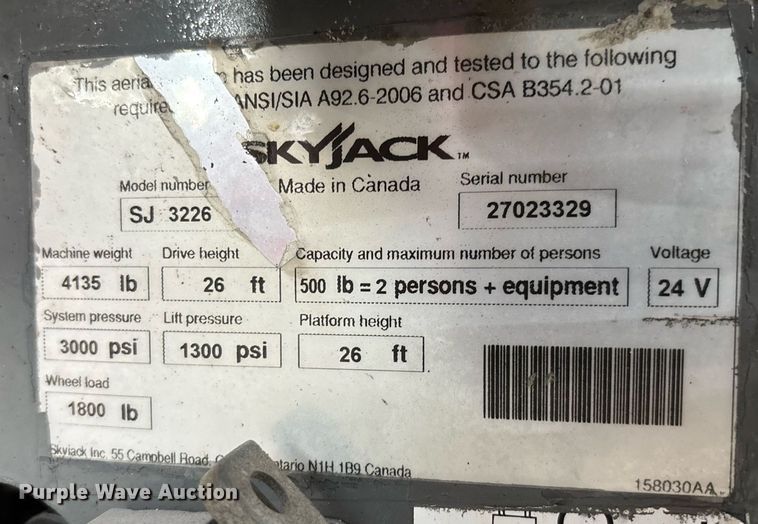 This aeria has been designed and tested to the following
require ANSI/SIA A92.6-2006 and CSA B354.2-01
SKYJACK™
Made in Canada
Model number
SJ 3226
Serial number
27023329
Machine weight Drive height Capacity and maximum number of persons Voltage
4135 lb 26 ft 500 lb = 2 persons + equipment 24 V
System pressure Lift pressure Platform height
3000 psi 1300 psi 26 ft
Wheel load
1800 lb
Skyjack Inc. 55 Campbell Road, ntario N1H 1B9 Canada
158030AA
Purple Wave Auction